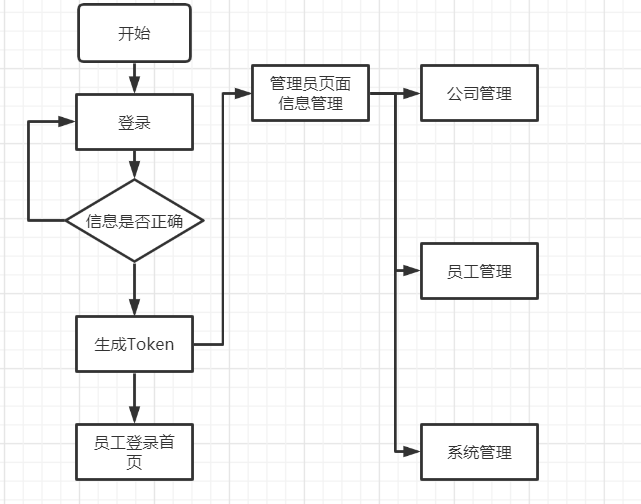 开始
登录
信息是否正确
生成Token
员工登录首
页
管理员页面
信息管理
公司管理
员工管理
系统管理